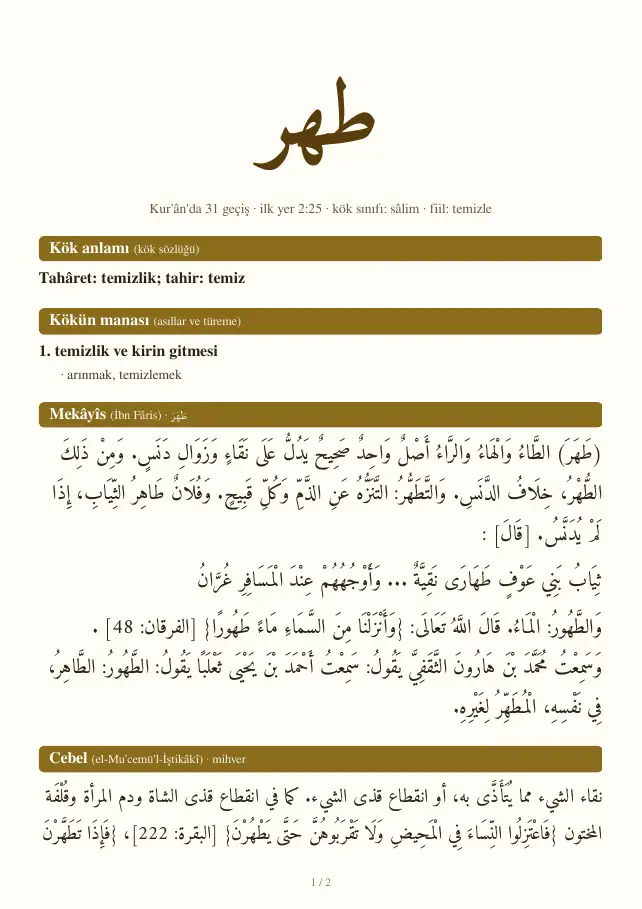 طهر
Kur'ân'da 31 geçiş · ilk yer 2:25 · kök sınıfı: sâlim · fiil: temizle
Kök anlamı (kök sözlüğü)
Tahâret: temizlik; tahir: temiz
Kökün manası (asıllar ve türeme)
1. temizlik ve kirin gitmesi
· arınmak, temizlemek
Mekâyîs (İbn Fâris) · طَهَرَ
(طَهَرَ) الطَّاءُ وَالْهَاءُ وَالرَّاءُ أَصْلٌ وَاحِدٌ صَحِيحٌ يَدُلُّ عَلَى نَقَاءٍ وَزَوَالِ دَنَسٍ. وَمِنْ ذَلِكَ
الطُّهْرُ، خِلَافُ الدَّنَسِ. وَالتَّطَهُّرُ: التَّنَزُّهُ عَنِ الذَّمِّ وَكُلِّ قَبِيحٍ. وَفُلَانٌ طَاهِرُ الثِّيَابِ، إِذَا
لَمْ يُدَنَّسْ. [قَالَ] :
ثِيَابُ بَنِي عَوْفٍ طَهَارَى نَقِيَّةٌ ... وَأَوْجُهُهُمْ عِنْدَ الْمَسَافِرِ غُرَّانُ
وَالطَّهُورُ: الْمَاءُ. قَالَ اللَّهُ تَعَالَى: {وَأَنْزَلْنَا مِنَ السَّمَاءِ مَاءً طَهُورًا} [الفرقان: 48] .
وَسَمِعْتُ مُحَمَّدَ بْنَ هَارُونَ الثَّقَفِيَّ يَقُولُ: سَمِعْتُ أَحْمَدَ بْنَ يَحْيَى ثَعْلَبًا يَقُولُ: الطَّهُورُ: الطَّاهِرُ،
فِي نَفْسِهِ، الْمُطَهِّرُ لِغَيْرِهِ.
Cebel (el-Mu'cemü'l-İştikâkî) · mihver
نقاء الشيء مما يُتَأَذَّى به، أو انقطاع قذى الشيء. كما في انقطاع قذى الشاة ودم المرأة وقُلْفَة
المختون {فَاعْتَزِلُوا النِّسَاءَ فِي الْمَحِيضِ وَلَا تَقْرَبُوهُنَّ حَتَّى يَطْهُرْنَ} [البقرة: 222]، {فَإِذَا تَطَهَّرْنَ
1 / 2